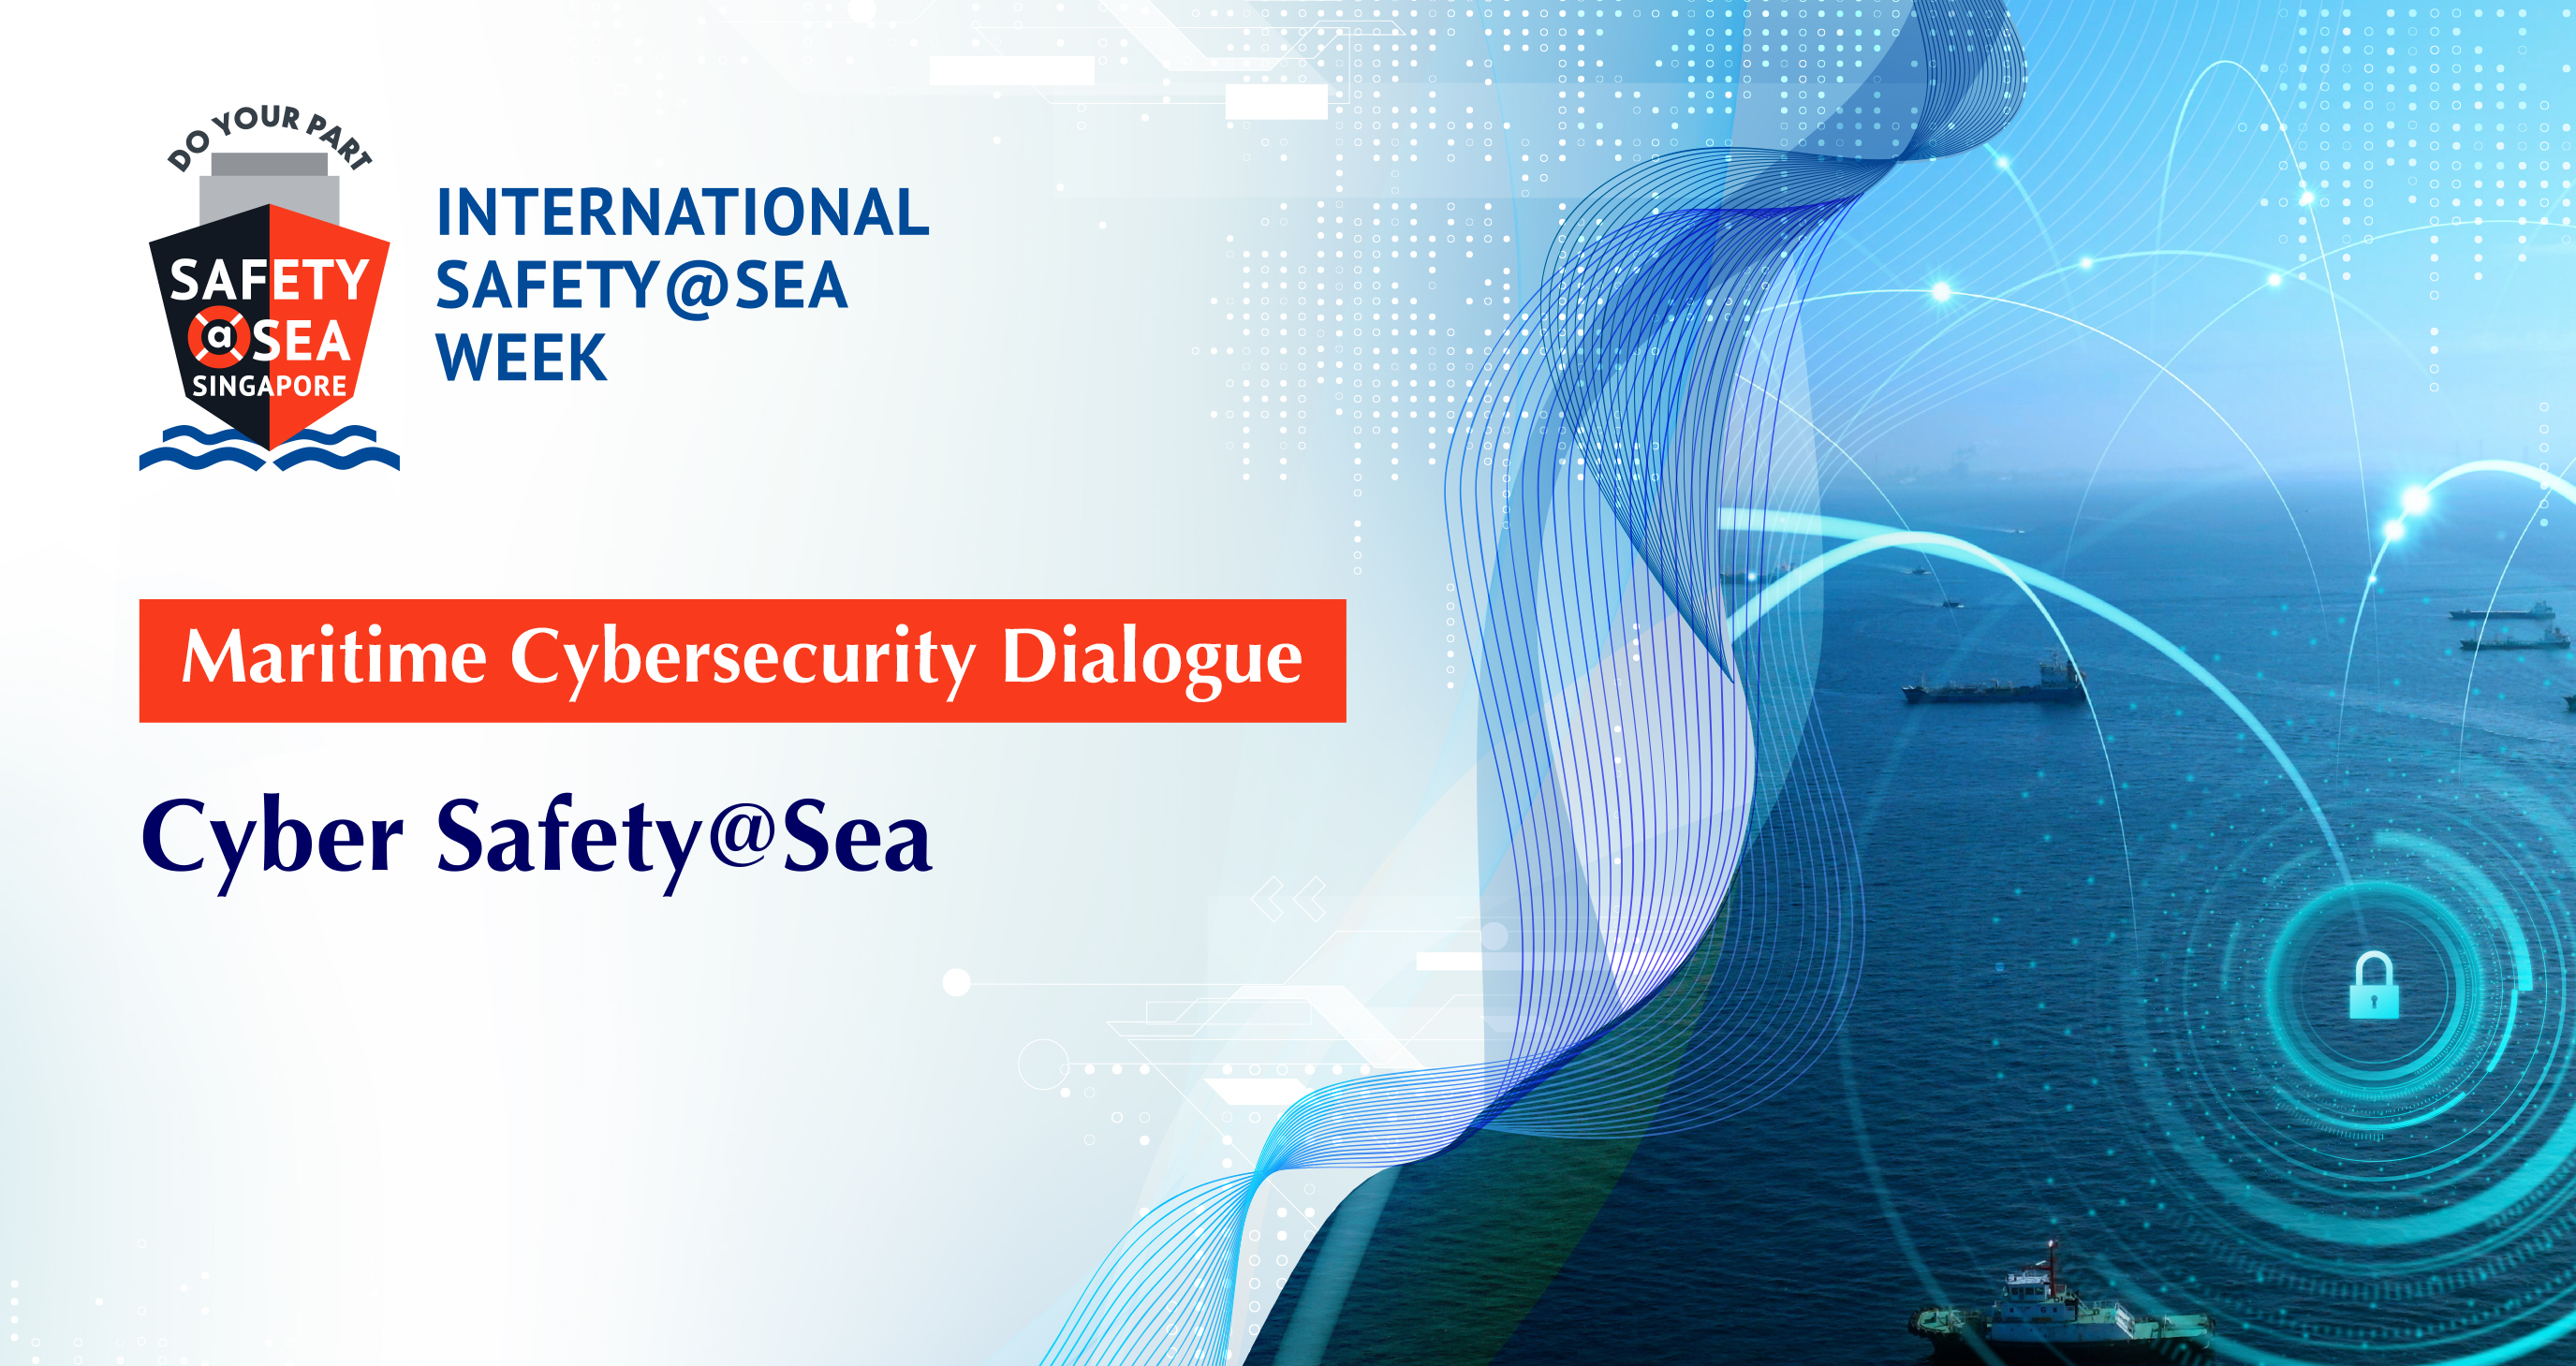 DO YOUR PART
SAFETY
@SEA
SINGAPORE
INTERNATIONAL
SAFETY@SEA
WEEK
Maritime Cybersecurity Dialogue
Cyber Safety@Sea